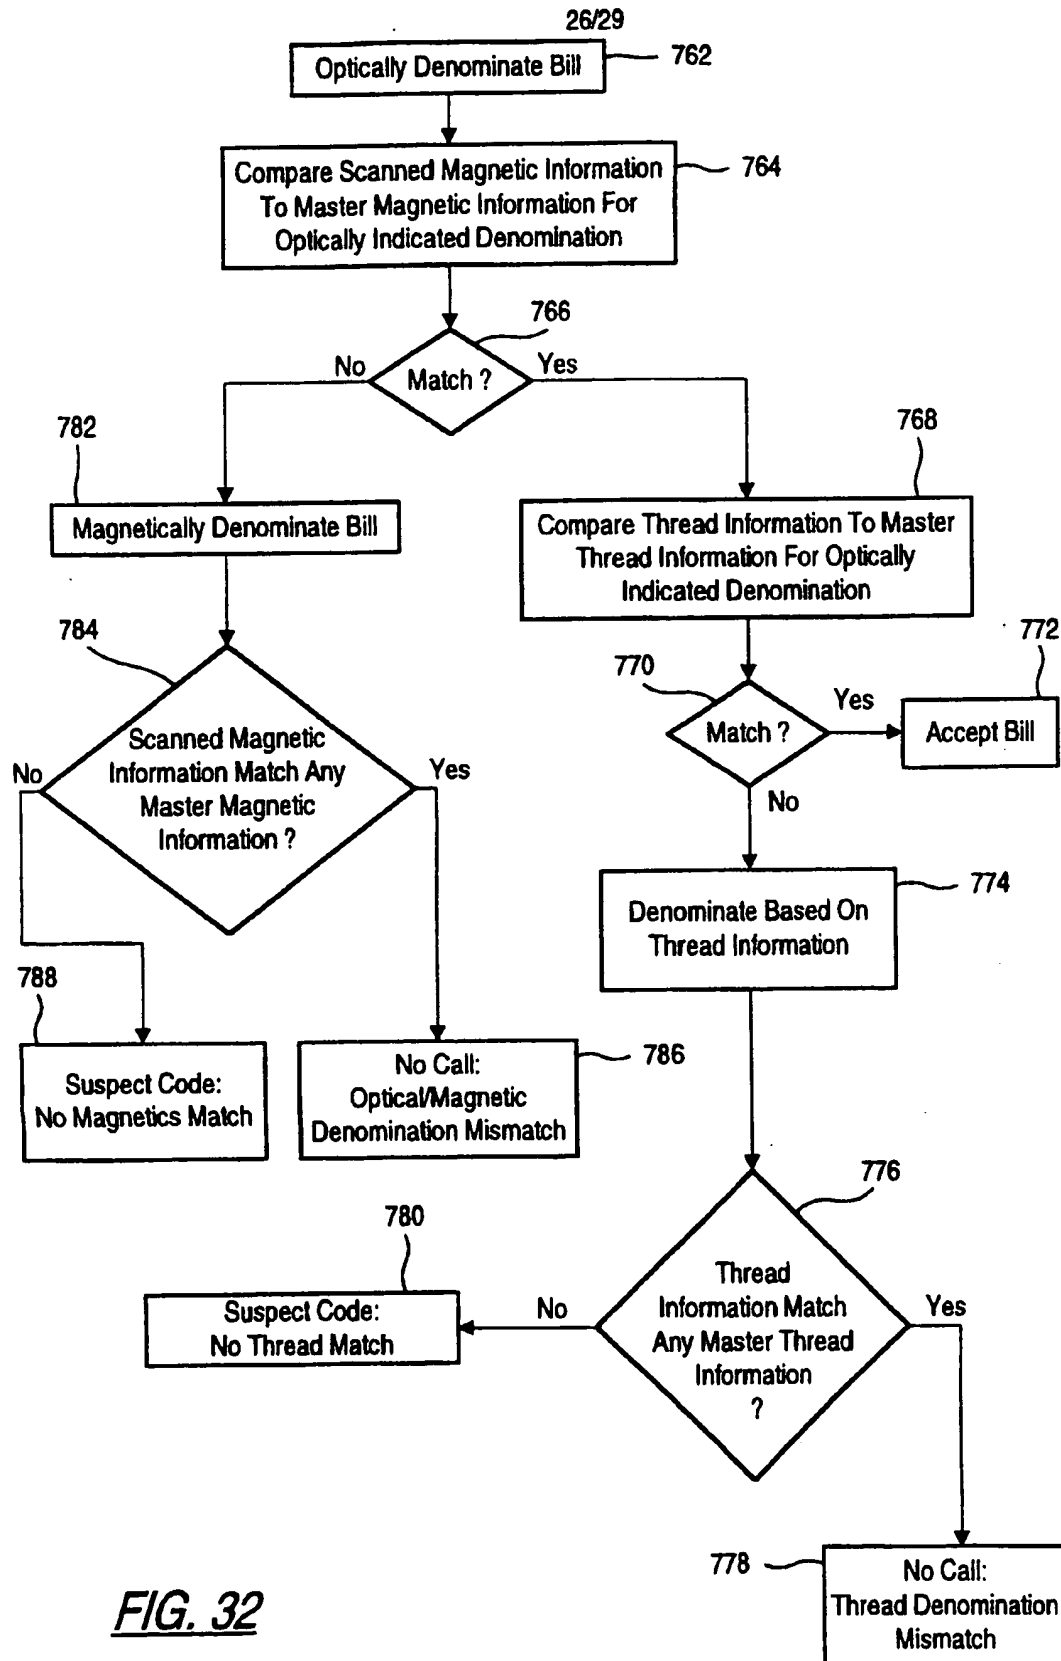 26/29
Optically Denominate Bill
762
Compare Scanned Magnetic Information
To Master Magnetic Information For
Optically Indicated Denomination
764
766
No
Match ?
Yes
782
768
Magnetically Denominate Bill
Compare Thread Information To Master
Thread Information For Optically
Indicated Denomination
784
772
770
Yes
Match ?
Accept Bill
No
Scanned Magnetic
Information Match Any
Master Magnetic
Information ?
No
Yes
774
Denominate Based On
Thread Information
788
Suspect Code:
No Magnetics Match
No Call:
Optical/Magnetic
Denomination Mismatch
786
776
780
Suspect Code:
No Thread Match
No
Thread
Information Match
Any Master Thread
Information
?
Yes
778
No Call:
Thread Denomination
Mismatch
FIG. 32